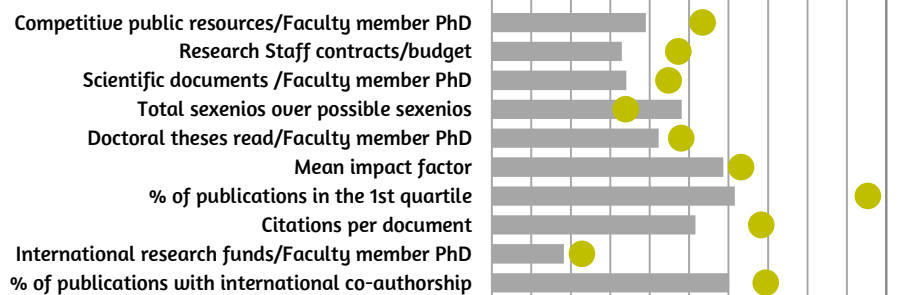 Competitive public resources/Faculty member PhD
Research Staff contracts/budget
Scientific documents /Faculty member PhD
Total sexenios over possible sexenios
Doctoral theses read/Faculty member PhD
Mean impact factor
% of publications in the 1st quartile
Citations per document
International research funds/Faculty member PhD
% of publications with international co-authorship